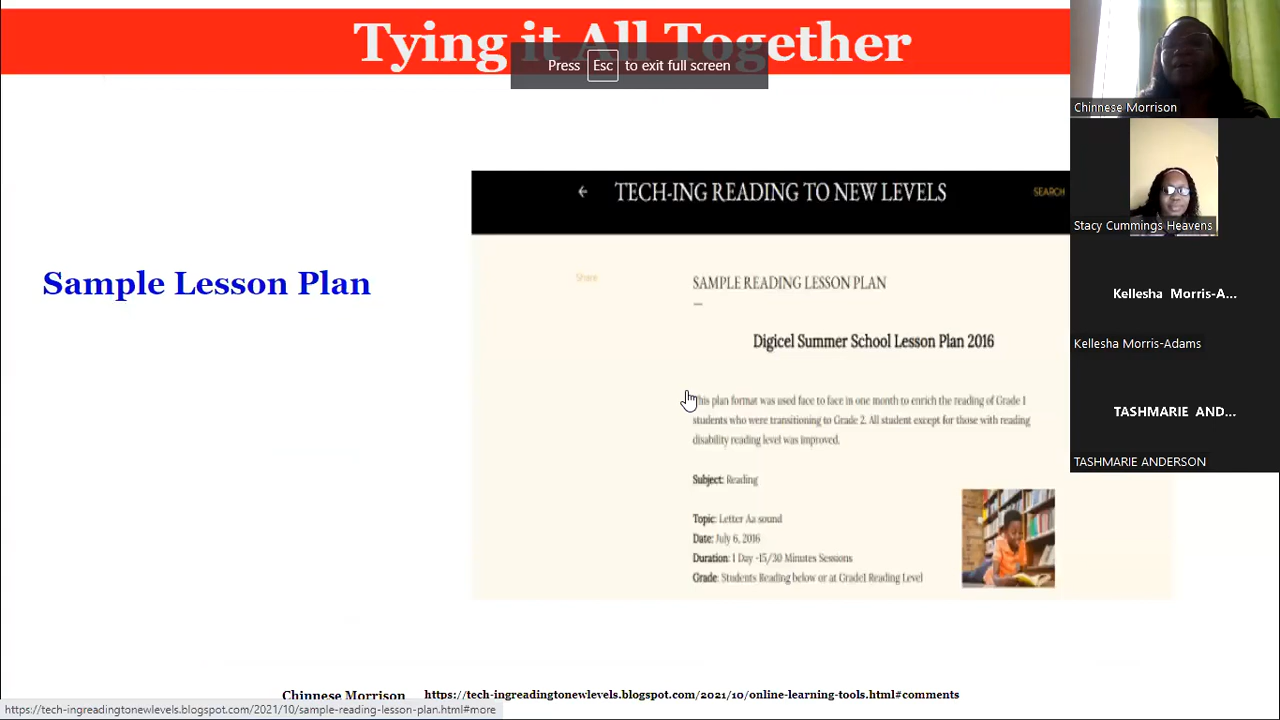 Tying it All Together
Press Esc to exit full screen
Chinnese Morrison
Stacy Cummings Heavens
Kellesha Morris-A...
Kellesha Morris-Adams
TASHMARIE AND...
TASHMARIE ANDERSON
Sample Lesson Plan
TECH-ING READING TO NEW LEVELS
SEARCH
Share
SAMPLE READING LESSON PLAN
Digicel Summer School Lesson Plan 2016
This plan format was used face to face in one month to enrich the reading of Grade 1
students who were transitioning to Grade 2. All student except for those with reading
disability reading level was improved.
Subject: Reading
Topic: Letter Aa sound
Date: July 6, 2016
Duration: 1 Day -15/30 Minutes Sessions
Grade: Students Reading below or at Grade1 Reading Level
Chinnese Morrison https://tech-ingreadingtonewlevels.blogspot.com/2021/10/online-learning-tools.html#comments
https://tech-ingreadingtonewlevels.blogspot.com/2021/10/sample-reading-lesson-plan.html#more